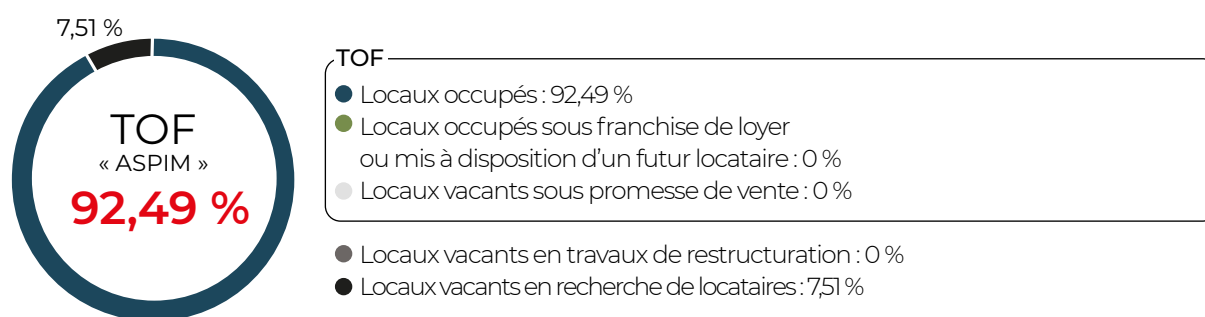 7,51 %
TOF
« ASPIM »
92,49 %
TOF
Locaux occupés : 92,49 %
Locaux occupés sous franchise de loyer
ou mis à disposition d'un futur locataire : 0 %
Locaux vacants sous promesse de vente : 0 %
Locaux vacants en travaux de restructuration : 0 %
Locaux vacants en recherche de locataires : 7,51 %